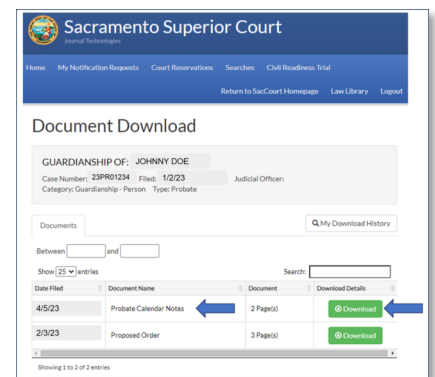 Sacramento Superior Court
Journal Technologies
Home My Notification Requests Court Reservations Searches Civil Readiness Trial
Return to SacCourt Homepage Law Library Logout
Document Download
GUARDIANSHIP OF: JOHNNY DOE
Case Number: 23PR01234 Filed: 1/2/23 Judicial Officer:
Category: Guardianship - Person Type: Probate
Documents My Download History
Between and
Show 25 entries Search:
Date Filed Document Name Document Download Details
4/5/23 Probate Calendar Notes 2 Page(s) Download
2/3/23 Proposed Order 3 Page(s) Download
Showing 1 to 2 of 2 entries